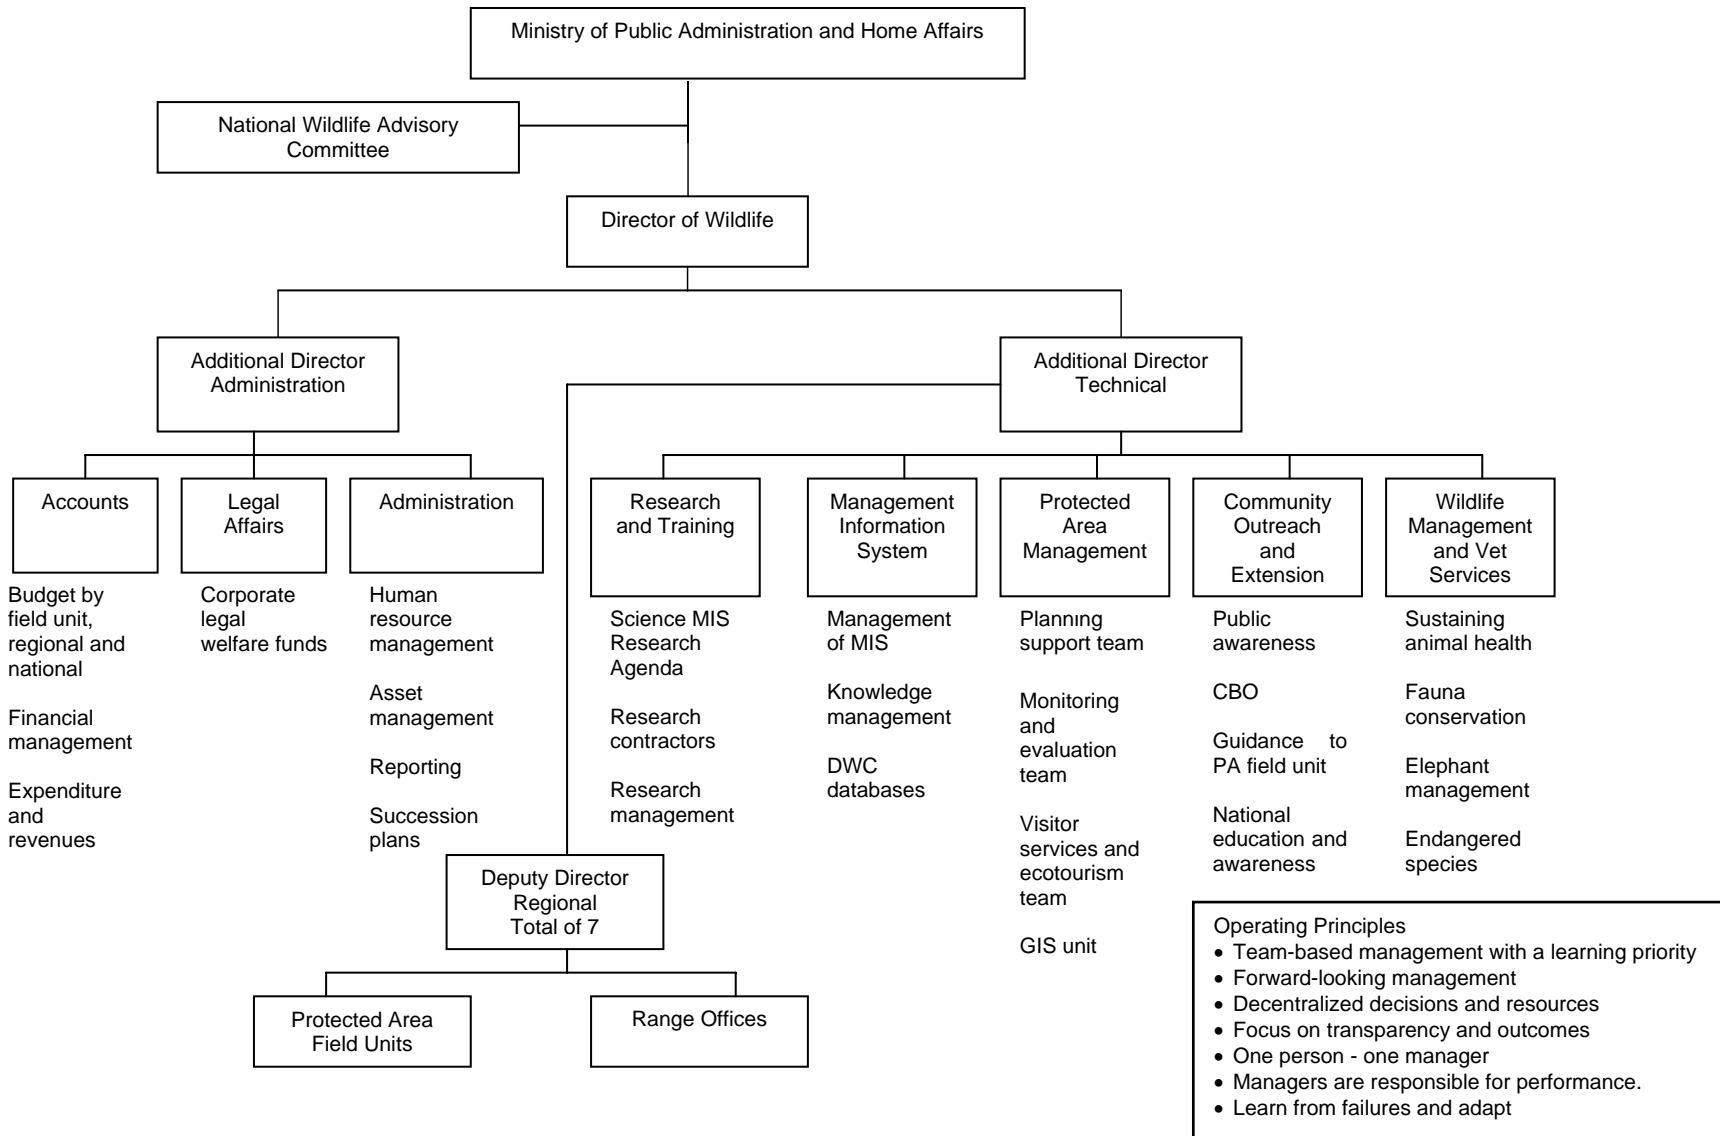 Ministry of Public Administration and Home Affairs
National Wildlife Advisory
Committee
Director of Wildlife
Additional Director
Administration
Additional Director
Technical
Accounts
Legal
Affairs
Administration
Research
and Training
Management
Information
System
Protected
Area
Management
Community
Outreach
and
Extension
Wildlife
Management
and Vet
Services
Budget by
field unit,
regional and
national
Financial
management
Expenditure
and
revenues
Corporate
legal
welfare funds
Human
resource
management
Asset
management
Reporting
Succession
plans
Science MIS
Research
Agenda
Research
contractors
Research
management
Management
of MIS
Knowledge
management
DWC
databases
Planning
support team
Monitoring
and
evaluation
team
Visitor
services and
ecotourism
team
GIS unit
Public
awareness
CBO
Guidance to
PA field unit
National
education and
awareness
Sustaining
animal health
Fauna
conservation
Elephant
management
Endangered
species
Deputy Director
Regional
Total of 7
Protected Area
Field Units
Range Offices
Operating Principles
• Team-based management with a learning priority
• Forward-looking management
• Decentralized decisions and resources
• Focus on transparency and outcomes
• One person - one manager
• Managers are responsible for performance.
• Learn from failures and adapt